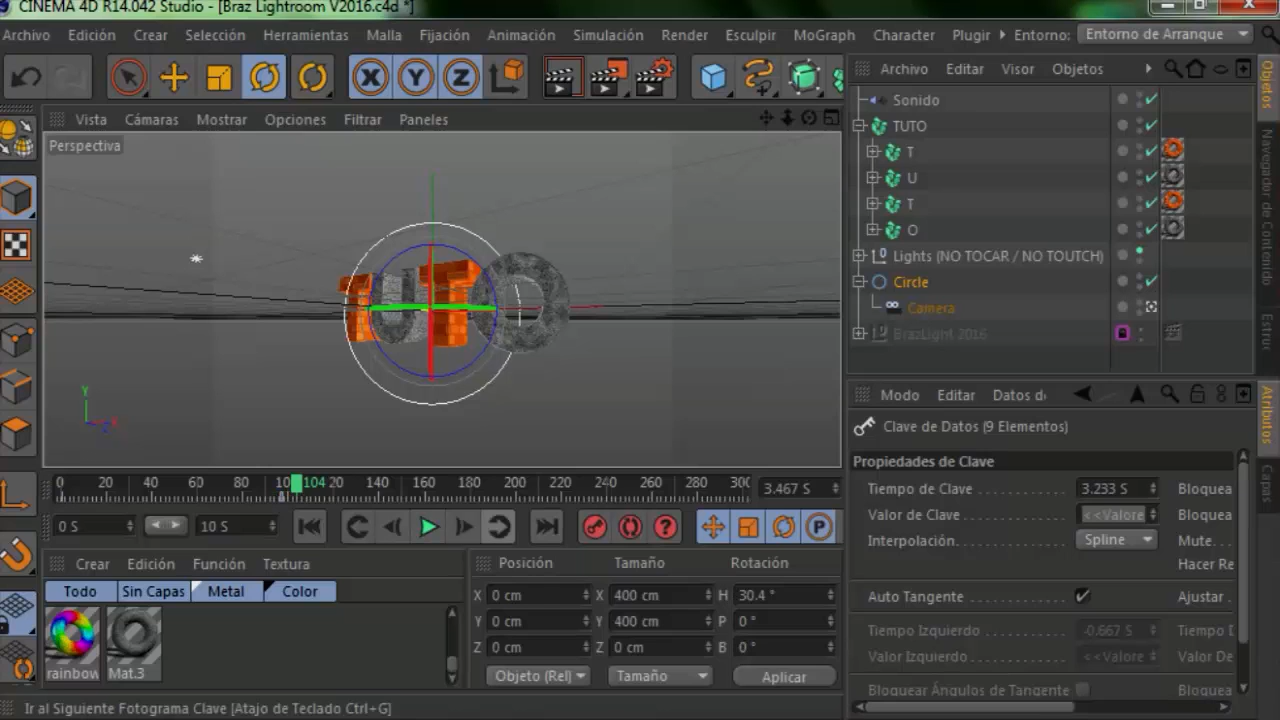 CINEMA 4D R14.042 Studio - [Braz Lightroom V2016.c4d *]
Archivo Edición Crear Selección Herramientas Malla Fijación Animación Simulación Render Esculpir MoGraph Character Plugir Entorno: Entorno de Arranque
X Y Z
Archivo Editar Visor Objetos
Vista Cámaras Mostrar Opciones Filtrar Paneles
Perspectiva
Sonido
TUTO
T
U
T
O
Lights (NO TOCAR / NO TOUTCH)
Circle
Camera
BrazLight 2016
Objetos
Navegador de Contenido
Estruc
Y
X
Z
Modo Editar Datos d
Clave de Datos (9 Elementos)
Propiedades de Clave
Tiempo de Clave 3.233 S Bloquea
Valor de Clave <<Valore Bloquea
Interpolación. Spline Mute.
Hacer Re
Auto Tangente Ajustar
Tiempo Izquierdo -0.667 S Tiempo D
Valor Izquierdo <<Valore Valor De
Bloquear Ángulos de Tangente Bloquea
Atributos
Capas
0 20 40 60 80 10 104 20 140 160 180 200 220 240 260 280 30 3.467 S
0 S 10 S P
Crear Edición Función Textura
Todo Sin Capas Metal Color
rainbow Mat.3
Posición Tamaño Rotación
X 0 cm X 400 cm H 30.4 °
Y 0 cm Y 400 cm P 0 °
Z 0 cm Z 0 cm B 0 °
Objeto (Rel) Tamaño Aplicar
Ir al Siguiente Fotograma Clave [Atajo de Teclado Ctrl+G]